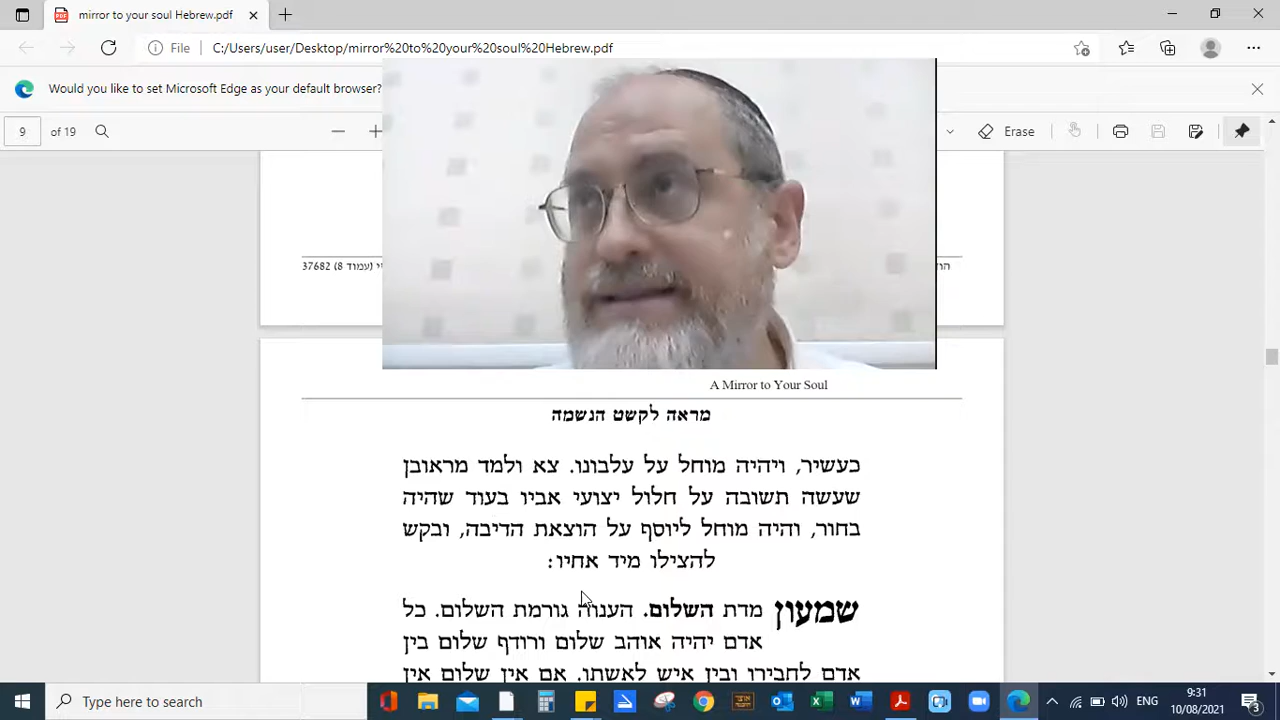 mirror to your soul Hebrew.pdf
File C:/Users/user/Desktop/mirror%20to%20your%20soul%20Hebrew.pdf
Would you like to set Microsoft Edge as your default browser?
9 of 19
Erase
37682 (עמוד 8)
A Mirror to Your Soul
מראה לקשט הנשמה
כעשיר, ויהיה מוחל על עלבונו. צא ולמד מראובן
שעשה תשובה על חלול יצועי אביו בעוד שהיה
בחור, והיה מוחל ליוסף על הוצאת הדיבה, ובקש
להצילו מיד אחיו:
שמעון מדת השלום. הענוה גורמת השלום. כל
אדם יהיה אוהב שלום ורודף שלום בין
אדם לחבירו ובין איש לאשתו. אם אין שלום אין
Type here to search
ENG
9:31
10/08/2021
3